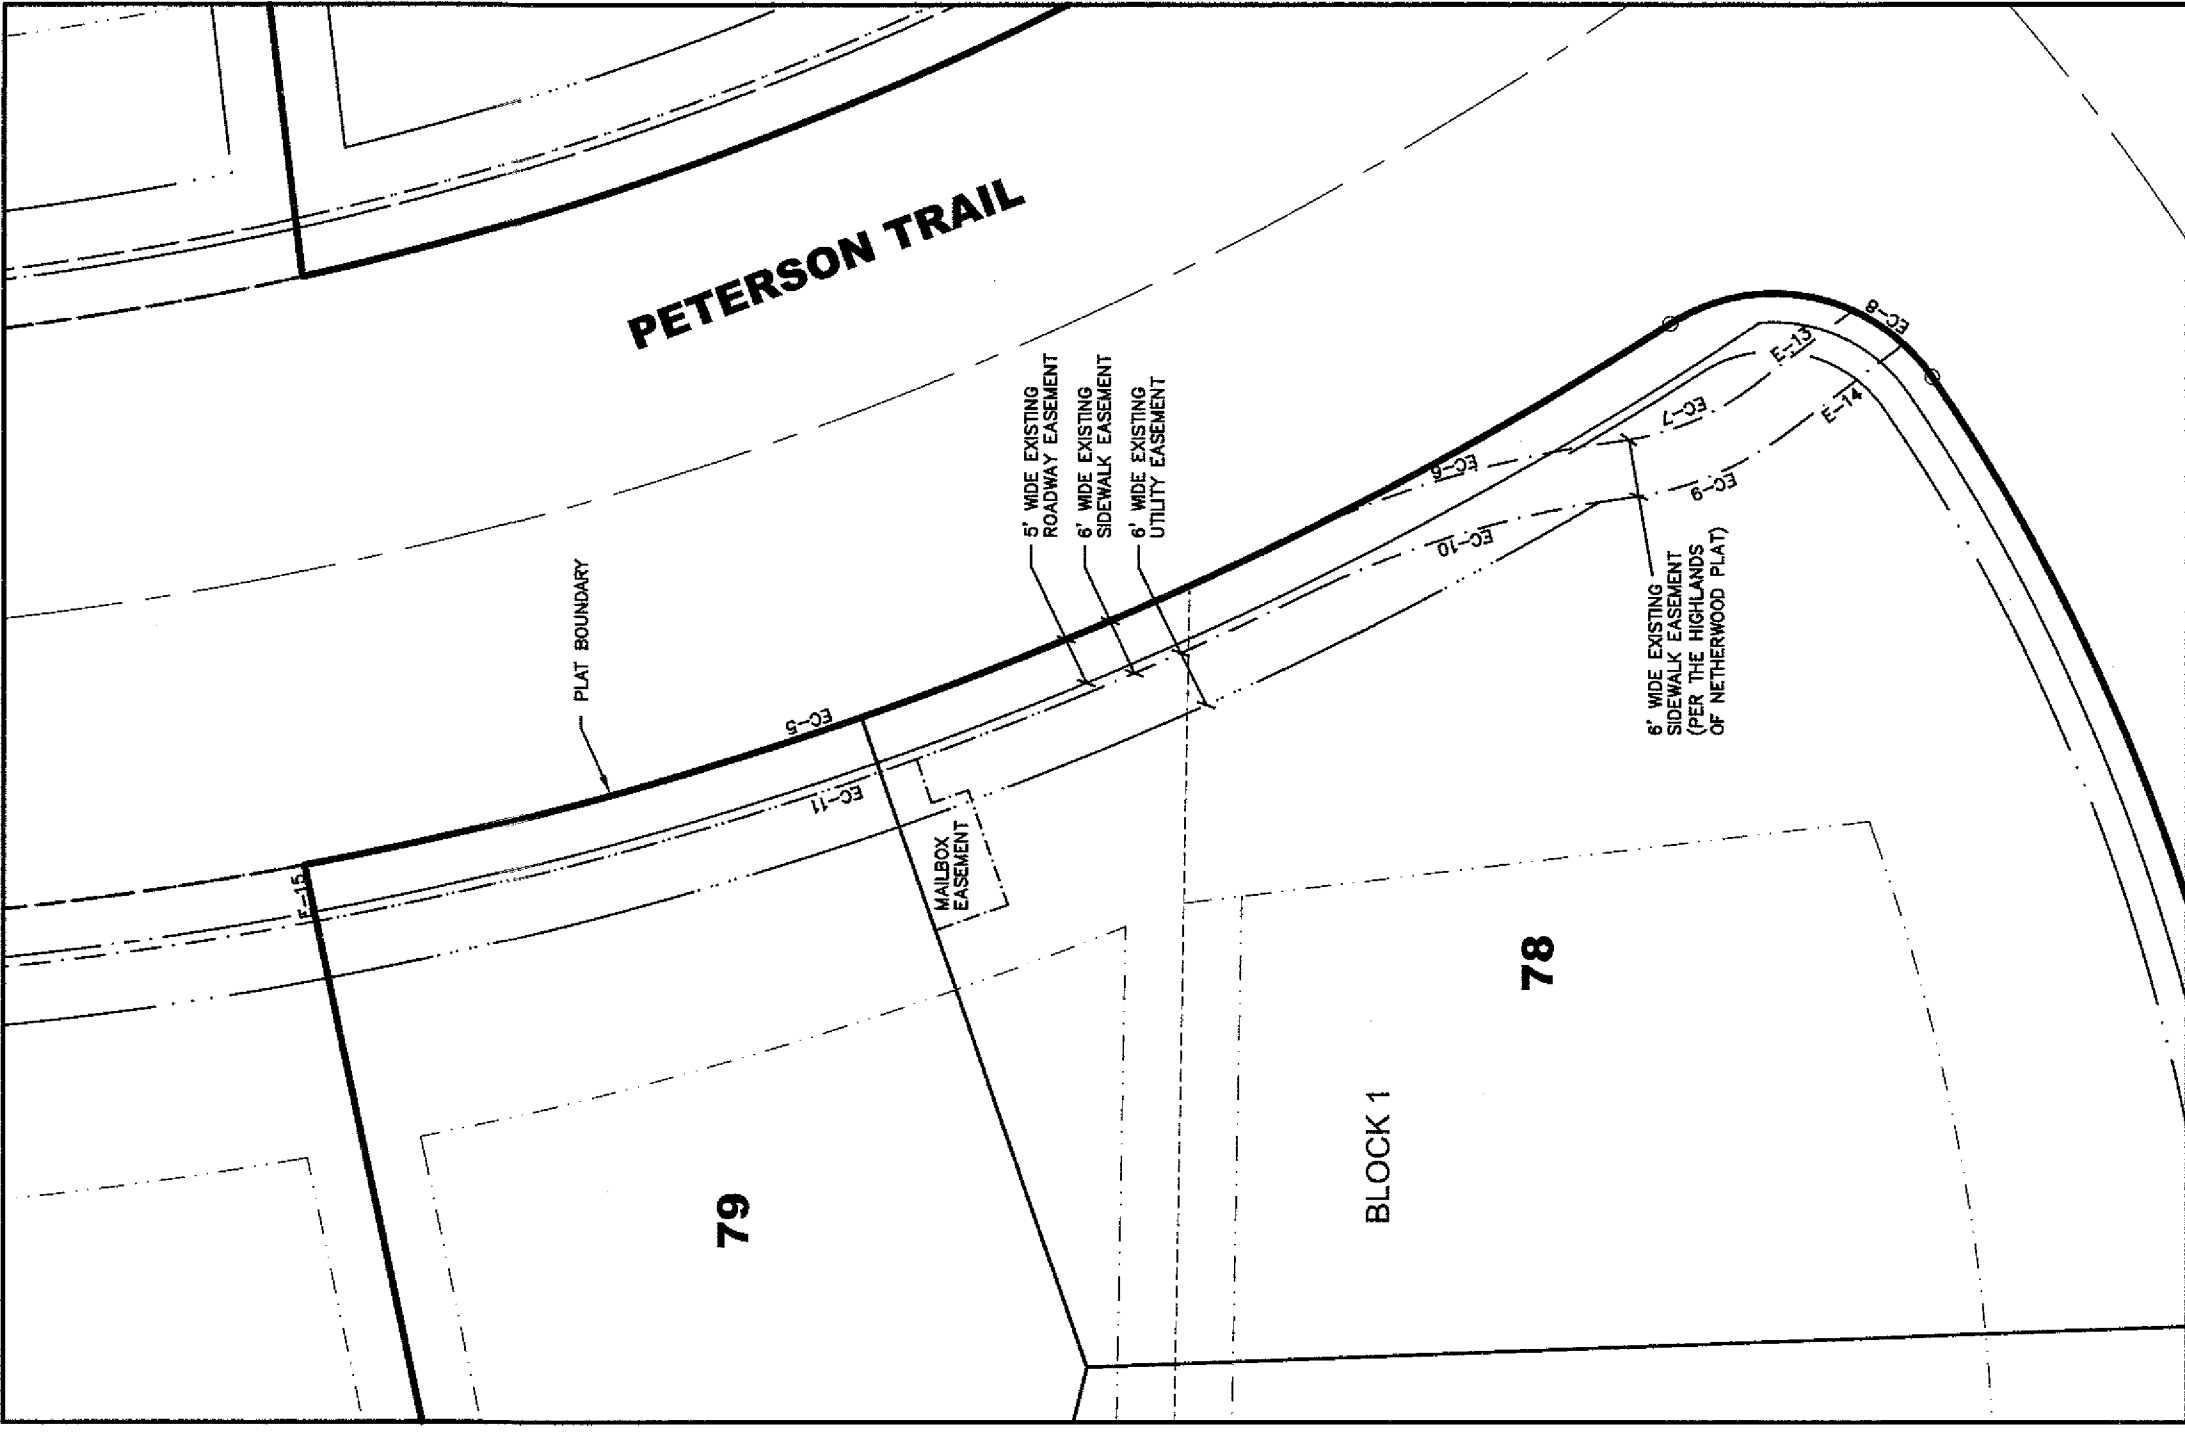 PETERSON TRAIL
PLAT BOUNDARY
5' WIDE EXISTING
ROADWAY EASEMENT
6' WIDE EXISTING
SIDEWALK EASEMENT
6' WIDE EXISTING
UTILITY EASEMENT
EC-5
EC-11
E-15
MAILBOX
EASEMENT
EC-6
EC-7
EC-8
E-13
E-14
EC-9
EC-10
6' WIDE EXISTING
SIDEWALK EASEMENT
(PER THE HIGHLANDS
OF NETHERWOOD PLAT)
79
78
BLOCK 1